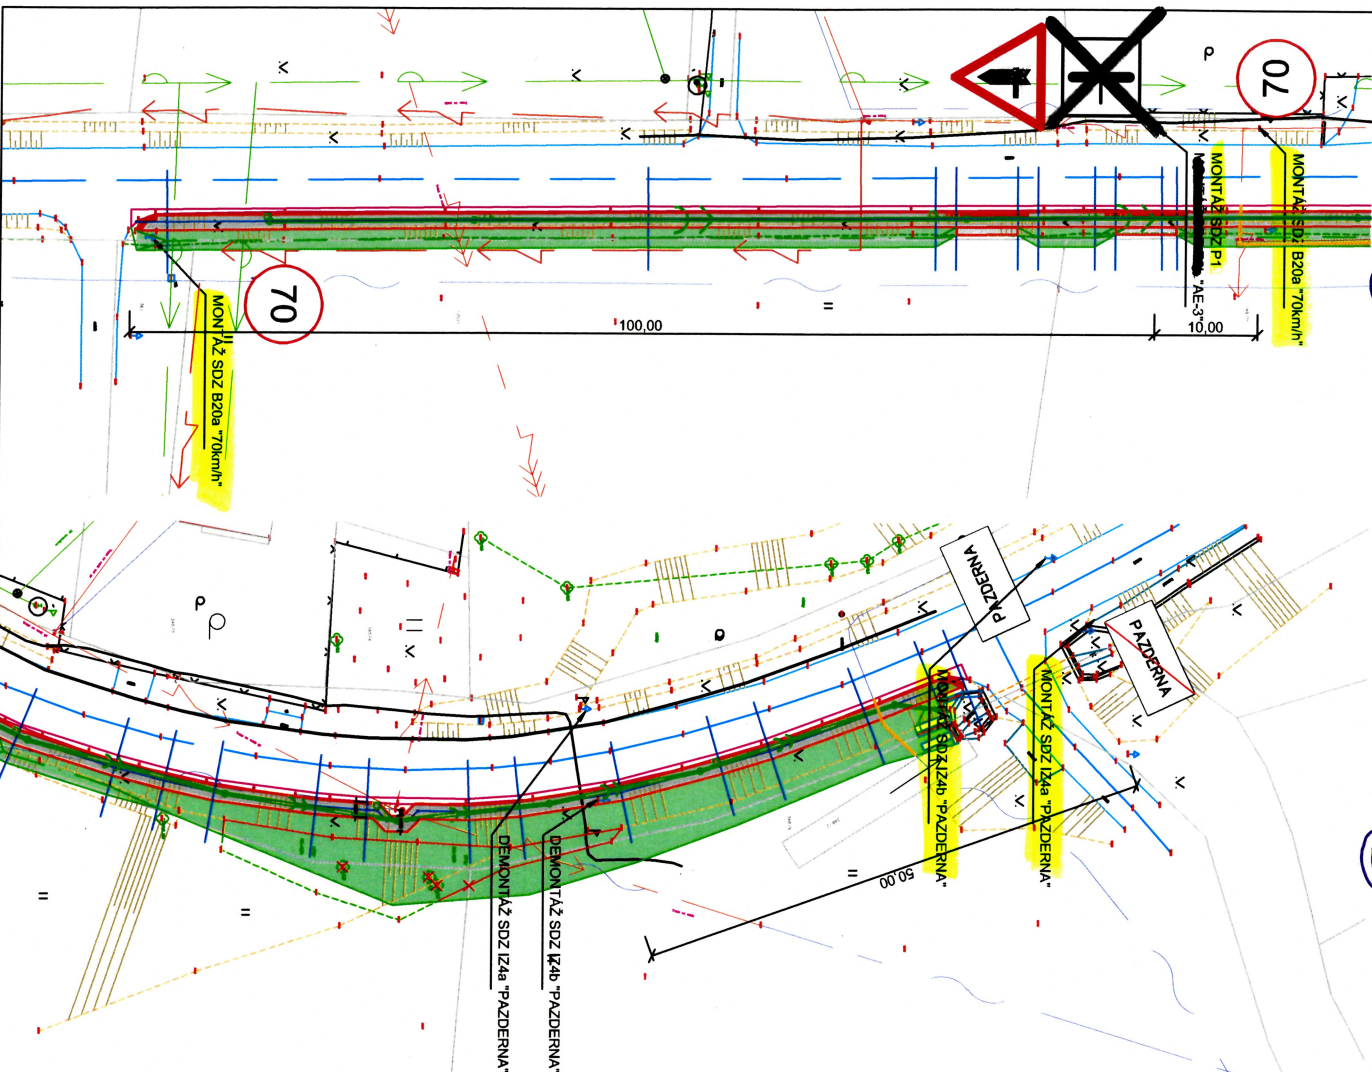 70
MONTÁŽ SDZ B20a "70km/h"
MONTÁŽ SDZ P1
"AE-3"
100,00
10,00
70
MONTÁŽ SDZ B20a "70km/h"
PAZDERNA
PAZDERNA
MONTÁŽ SDZ IZ4b "PAZDERNA"
MONTÁŽ SDZ IZ4a "PAZDERNA"
50,00
DEMONTÁŽ SDZ IZ4a "PAZDERNA"
DEMONTÁŽ SDZ IZ4b "PAZDERNA"